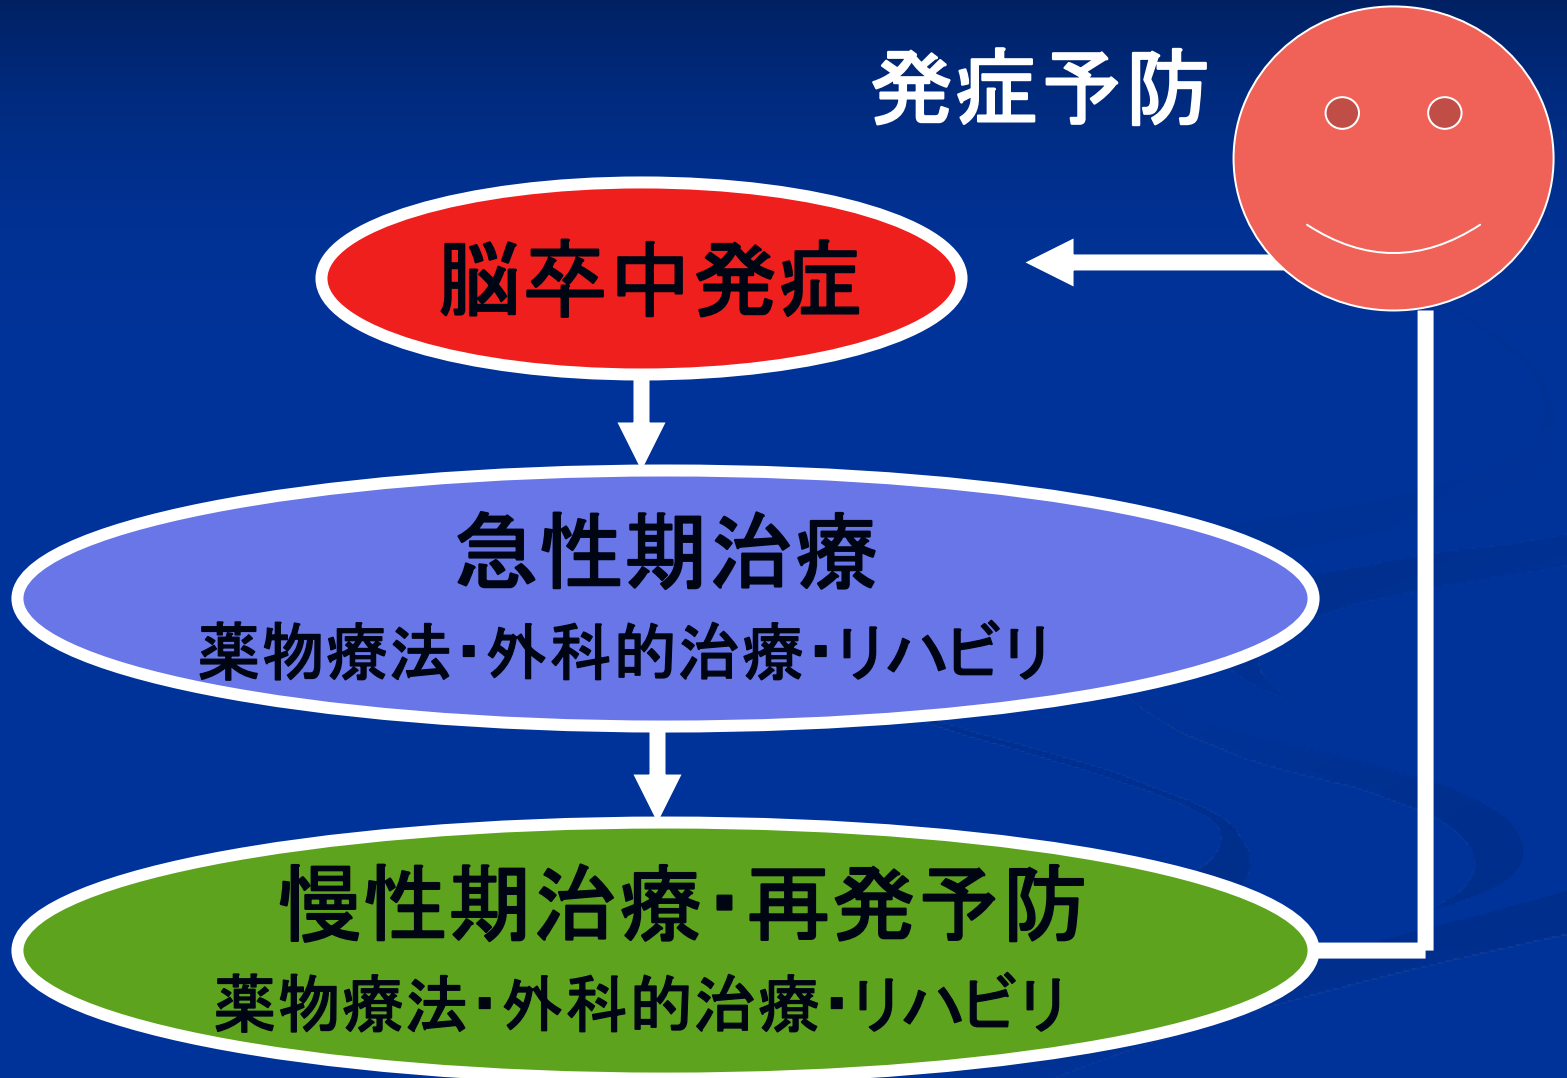 発症予防
脳卒中発症
急性期治療
薬物療法・外科的治療・リハビリ
慢性期治療・再発予防
薬物療法・外科的治療・リハビリ